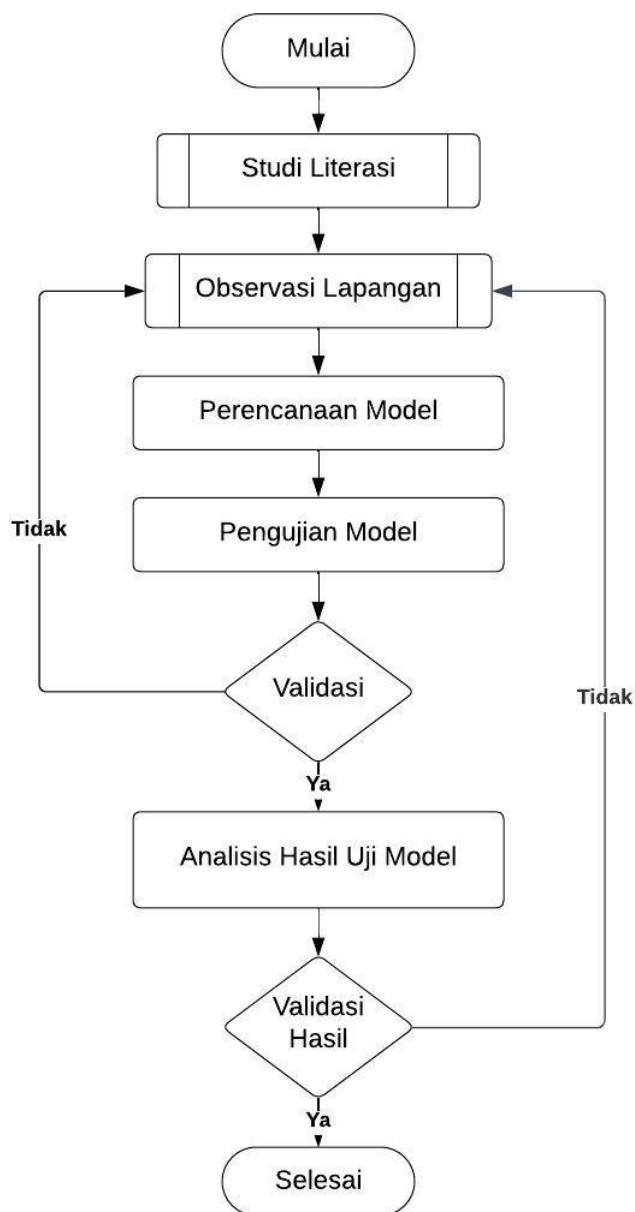 Mulai
Studi Literasi
Observasi Lapangan
Perencanaan Model
Pengujian Model
Tidak
Validasi
Tidak
Ya
Analisis Hasil Uji Model
Validasi
Hasil
Ya
Selesai